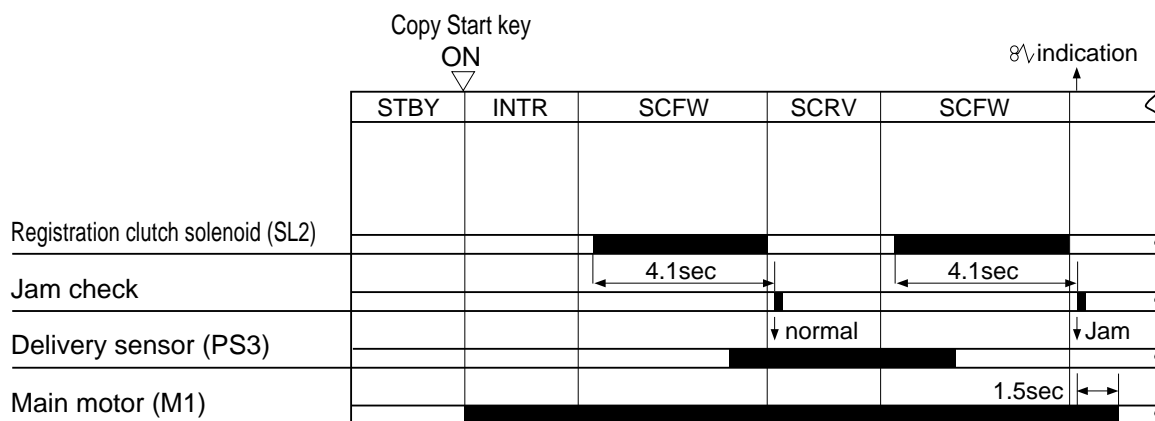 Copy Start key
ON
indication
STBY INTR SCFW SCRV SCFW
Registration clutch solenoid (SL2)
4.1sec 4.1sec
Jam check
normal Jam
Delivery sensor (PS3)
1.5sec
Main motor (M1)